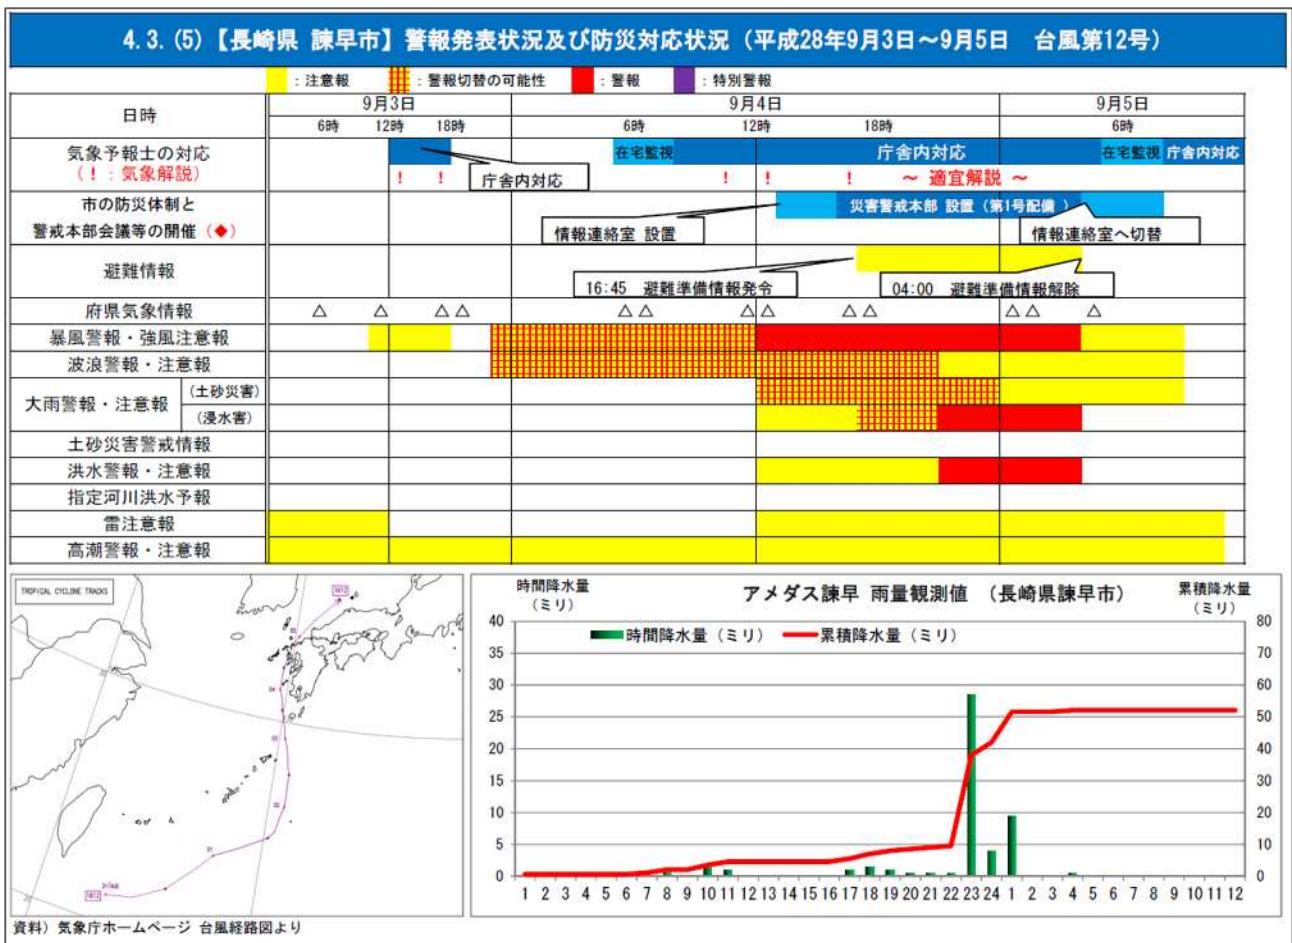 4.3.(5)【長崎県 諫早市】警報発表状況及び防災対応状況（平成28年9月3日～9月5日　台風第12号）
：注意報　：警報切替の可能性　：警報　：特別警報
日時
9月3日　9月4日　9月5日
6時　12時　18時　6時　12時　18時　6時
気象予報士の対応
（！：気象解説）
在宅監視　庁舎内対応　在宅監視　庁舎内対応
！　！　庁舎内対応　！　！　！　～ 適宜解説 ～
市の防災体制と
警戒本部会議等の開催（◆）
災害警戒本部 設置（第1号配備 ）
情報連絡室 設置　情報連絡室へ切替
避難情報
16:45　避難準備情報発令　04:00　避難準備情報解除
府県気象情報　△　△　△　△　△　△　△　△　△　△　△　△　△
暴風警報・強風注意報
波浪警報・注意報
大雨警報・注意報
（土砂災害）
（浸水害）
土砂災害警戒情報
洪水警報・注意報
指定河川洪水予報
雷注意報
高潮警報・注意報
TROPICAL CYCLONE TRACKS
1612
1612
資料）気象庁ホームページ 台風経路図より
時間降水量
（ミリ）
アメダス諫早 雨量観測値 （長崎県諫早市）
累積降水量
（ミリ）
時間降水量（ミリ）　累積降水量（ミリ）
40　80
35　70
30　60
25　50
20　40
15　30
10　20
5　10
0　0
1 2 3 4 5 6 7 8 9 10 11 12 13 14 15 16 17 18 19 20 21 22 23 24 1 2 3 4 5 6 7 8 9 10 11 12